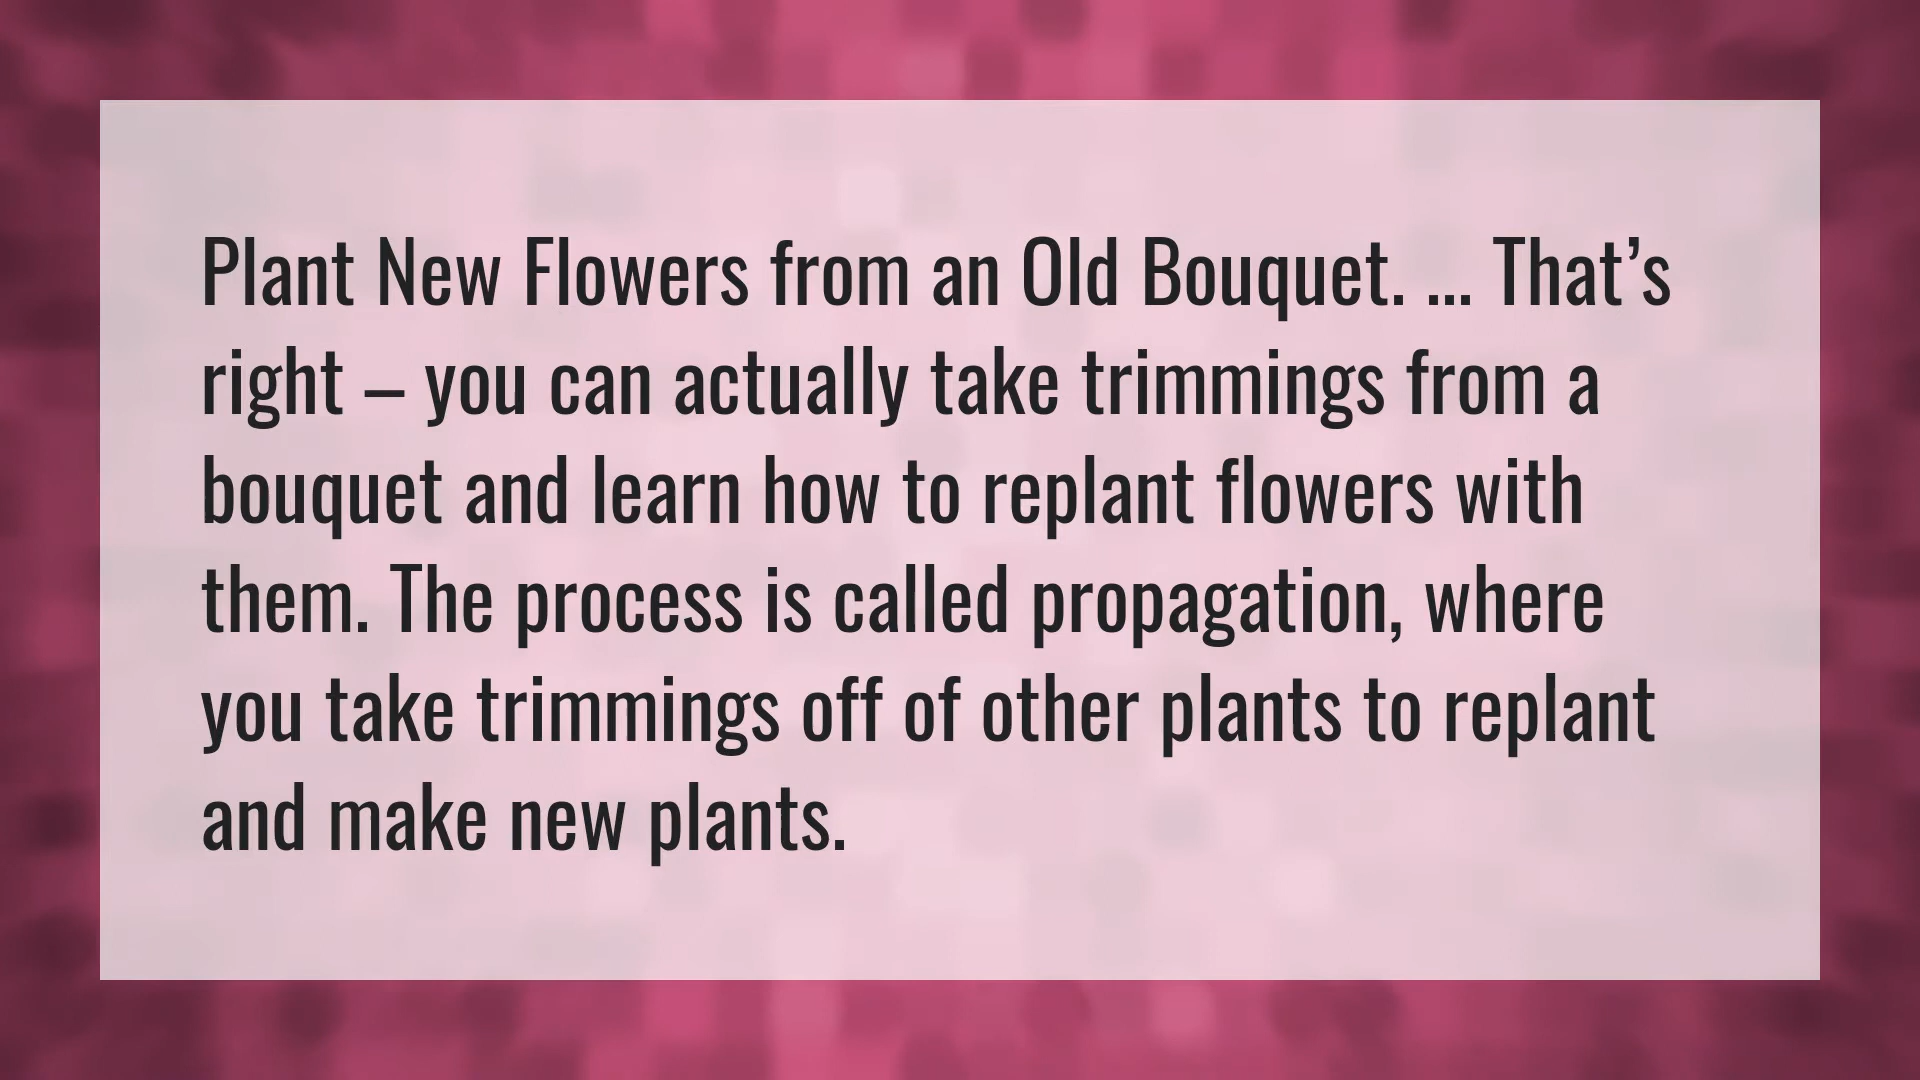 Plant New Flowers from an Old Bouquet. ... That’s
right – you can actually take trimmings from a
bouquet and learn how to replant flowers with
them. The process is called propagation, where
you take trimmings off of other plants to replant
and make new plants.